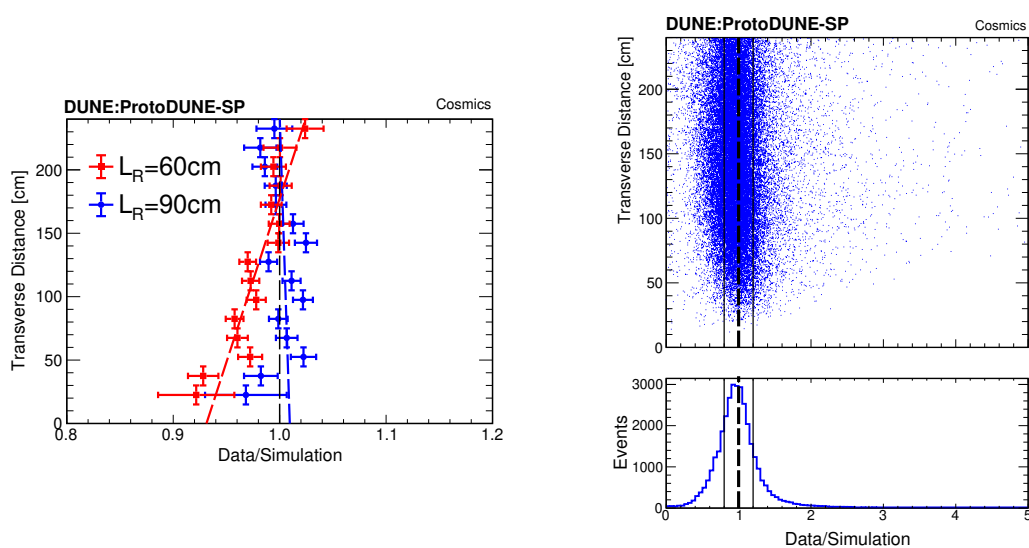 DUNE:ProtoDUNE-SP Cosmics
Transverse Distance [cm]
L_R=60cm
L_R=90cm
200
150
100
50
0
0.8 0.9 1.0 1.1 1.2
Data/Simulation
DUNE:ProtoDUNE-SP Cosmics
Transverse Distance [cm]
200
150
100
50
0
Events
3000
2000
1000
0
0 1 2 3 4 5
Data/Simulation